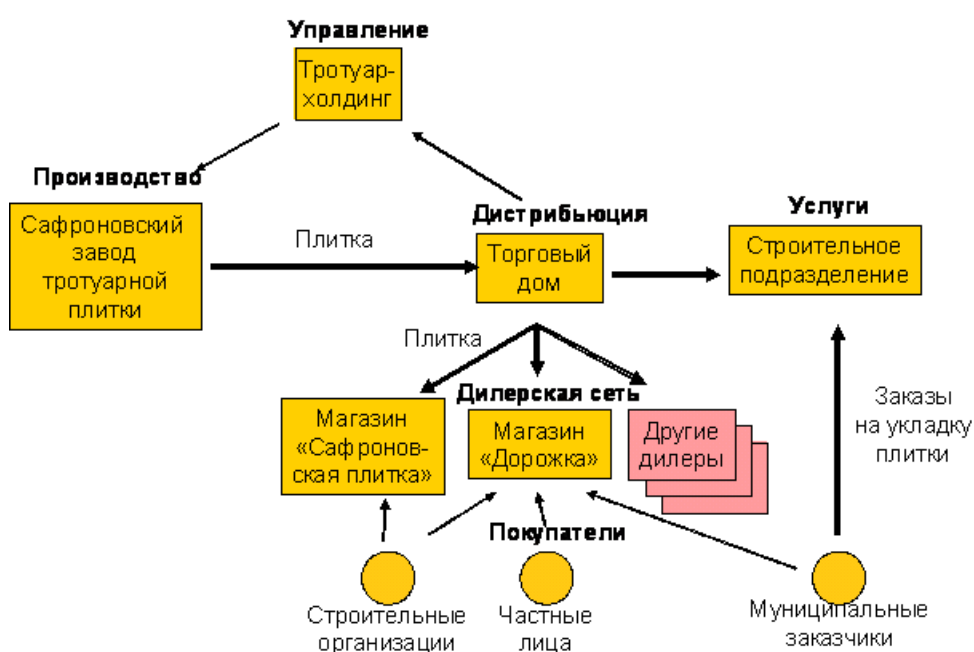 Управление
Тротуар-
холдинг
Производство
Сафроновский
завод
тротуарной
плитки
Плитка
Дистрибьюция
Торговый
дом
Услуги
Строительное
подразделение
Плитка
Дилерская сеть
Магазин
«Сафронов-
ская плитка»
Магазин
«Дорожка»
Другие
дилеры
Заказы
на укладку
плитки
Покупатели
Строительные
организации
Частные
лица
Муниципальные
заказчики